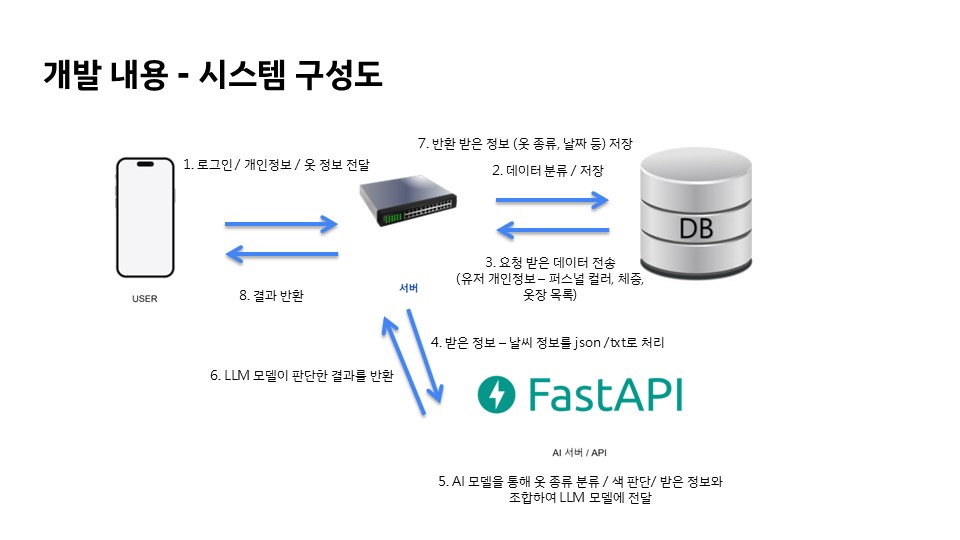 개발 내용 - 시스템 구성도
7. 반환 받은 정보 (옷 종류, 날짜 등) 저장
1. 로그인 / 개인정보 / 옷 정보 전달
2. 데이터 분류 / 저장
DB
3. 요청 받은 데이터 전송
(유저 개인정보 – 퍼스널 컬러, 체중,
옷장 목록)
USER
8. 결과 반환
서버
4. 받은 정보 – 날씨 정보를 json /txt로 처리
6. LLM 모델이 판단한 결과를 반환
FastAPI
AI 서버 / API
5. AI 모델을 통해 옷 종류 분류 / 색 판단/ 받은 정보와
조합하여 LLM 모델에 전달